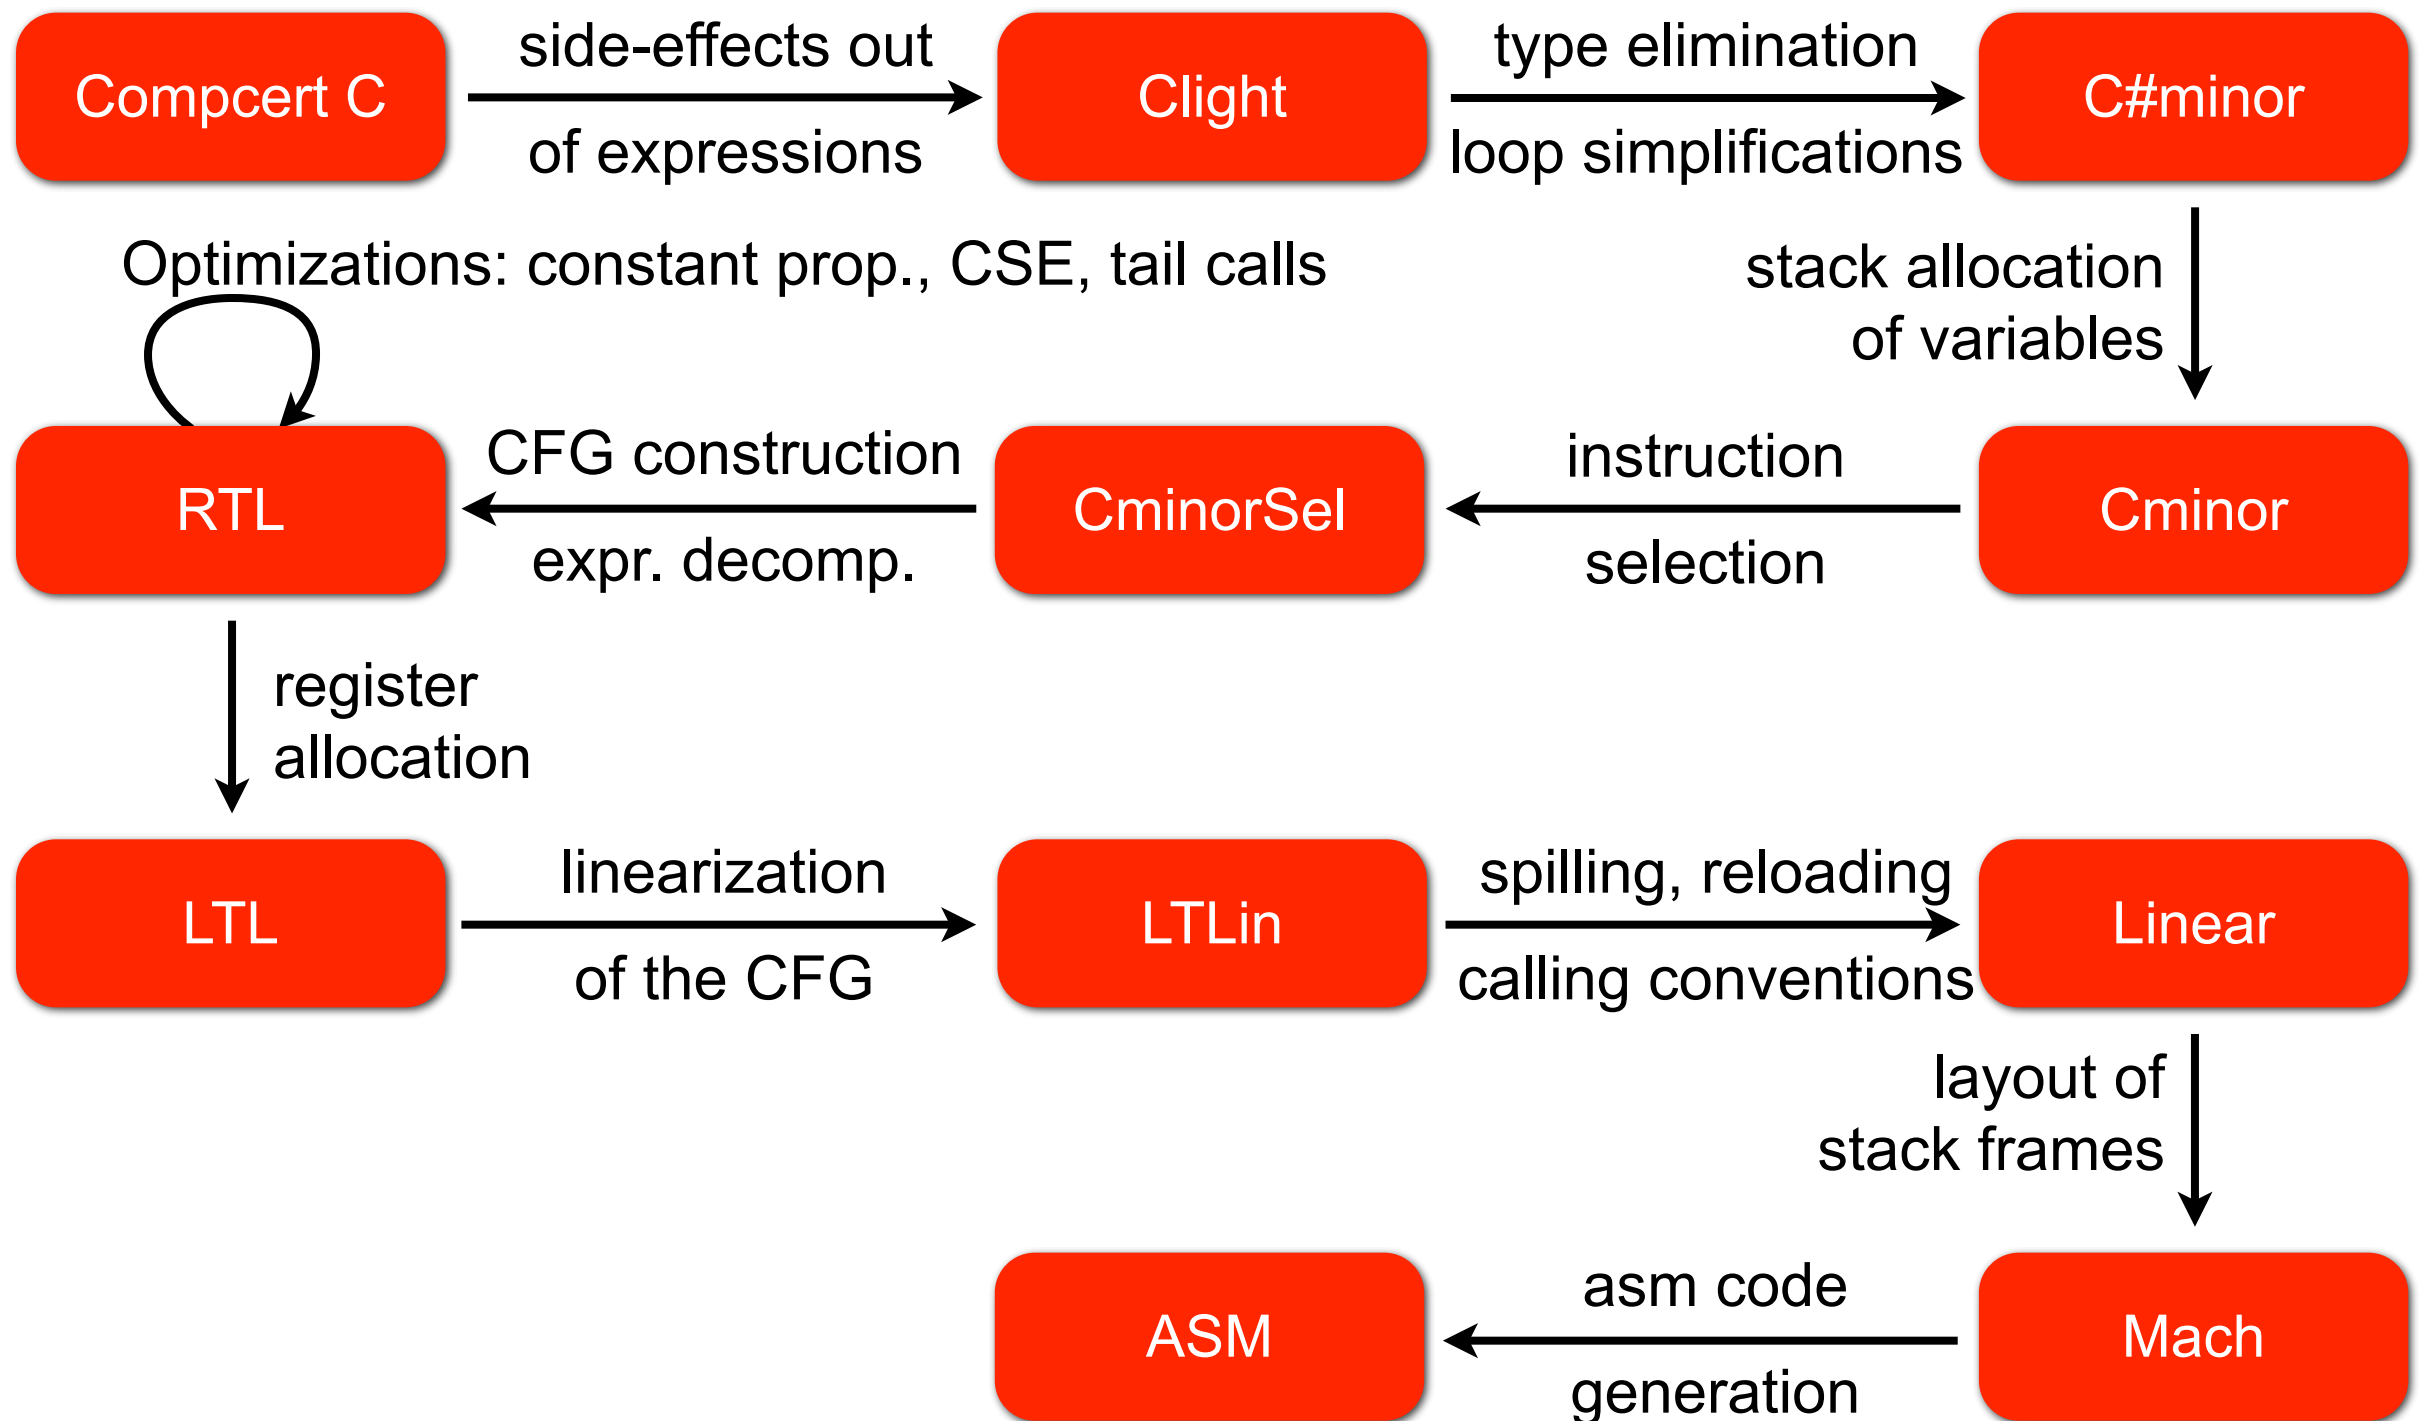 Compcert C
side-effects out
of expressions
Clight
type elimination
loop simplifications
C#minor
Optimizations: constant prop., CSE, tail calls
stack allocation
of variables
RTL
CFG construction
expr. decomp.
CminorSel
instruction
selection
Cminor
register
allocation
LTL
linearization
of the CFG
LTLin
spilling, reloading
calling conventions
Linear
layout of
stack frames
ASM
asm code
generation
Mach